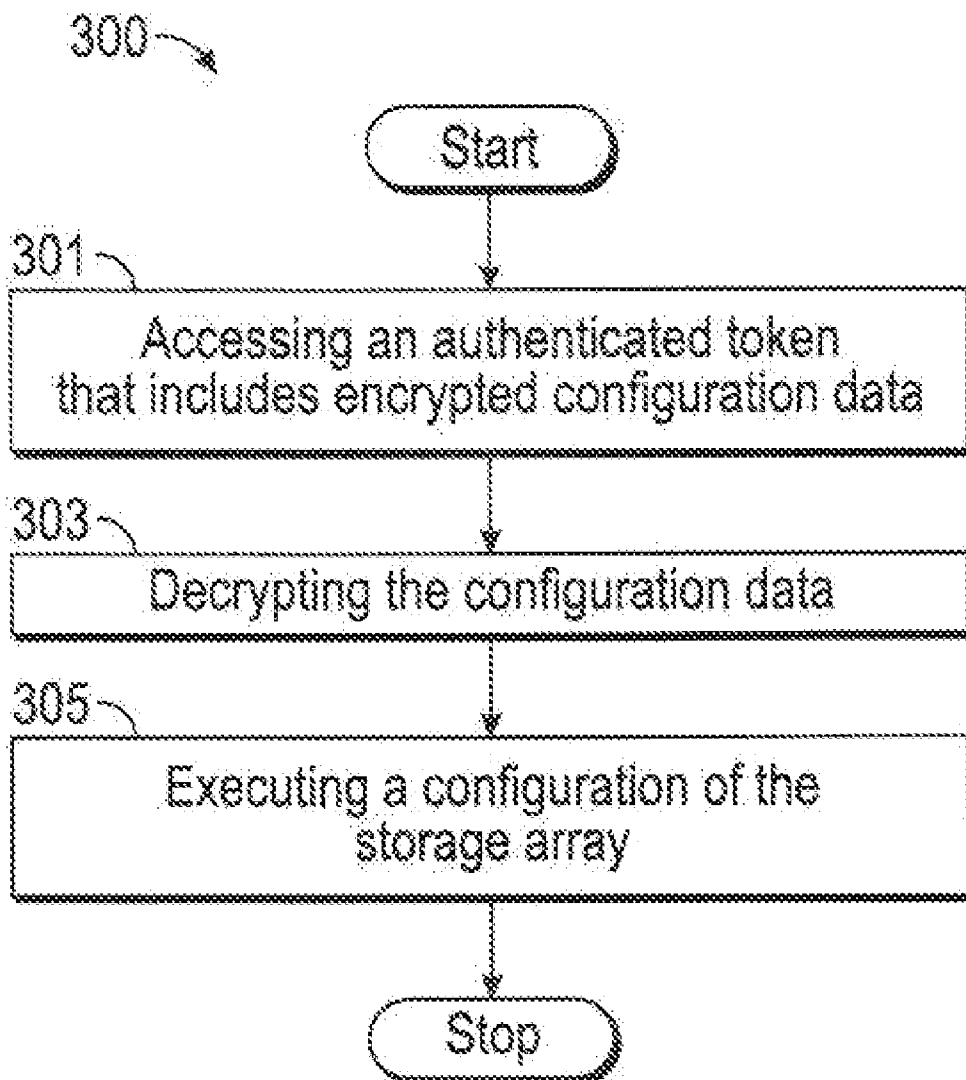 300
Start
301
Accessing an authenticated token
that includes encrypted configuration data
303
Decrypting the configuration data
305
Executing a configuration of the
storage array
Stop